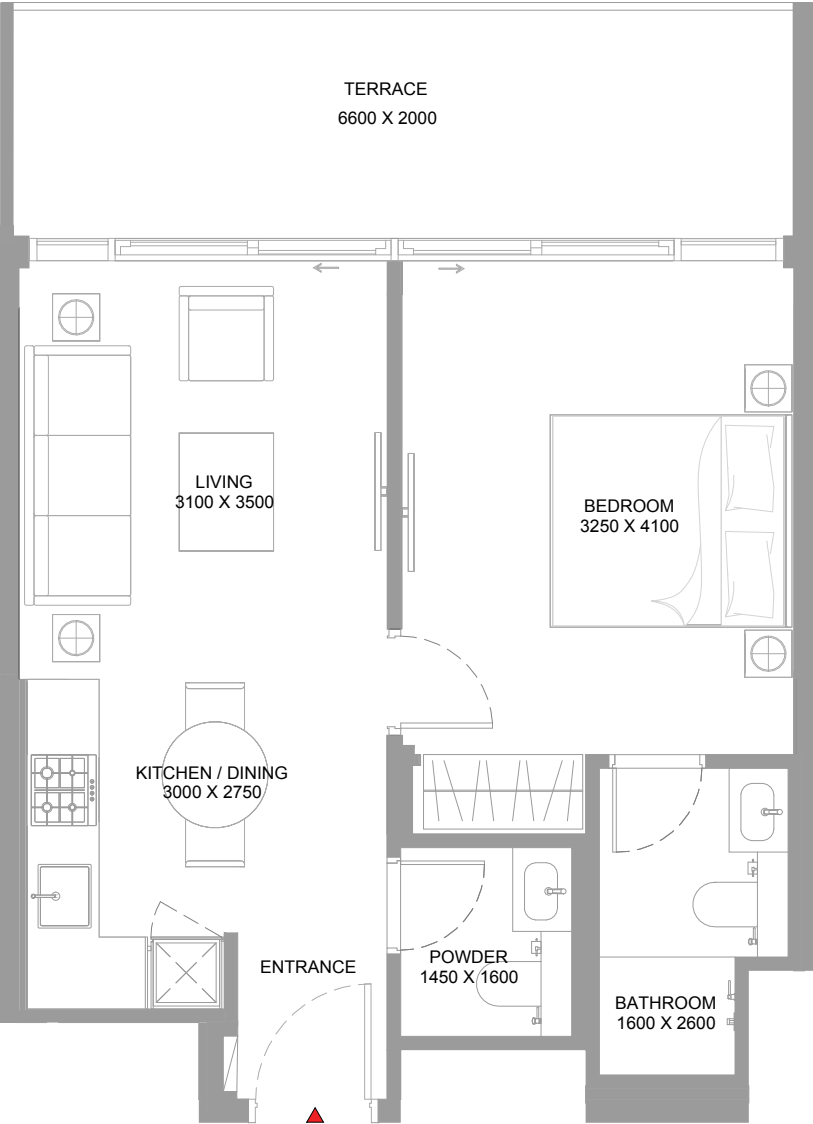 TERRACE
6600 X 2000
LIVING
3100 X 3500
BEDROOM
3250 X 4100
KITCHEN / DINING
3000 X 2750
ENTRANCE
POWDER
1450 X 1600
BATHROOM
1600 X 2600